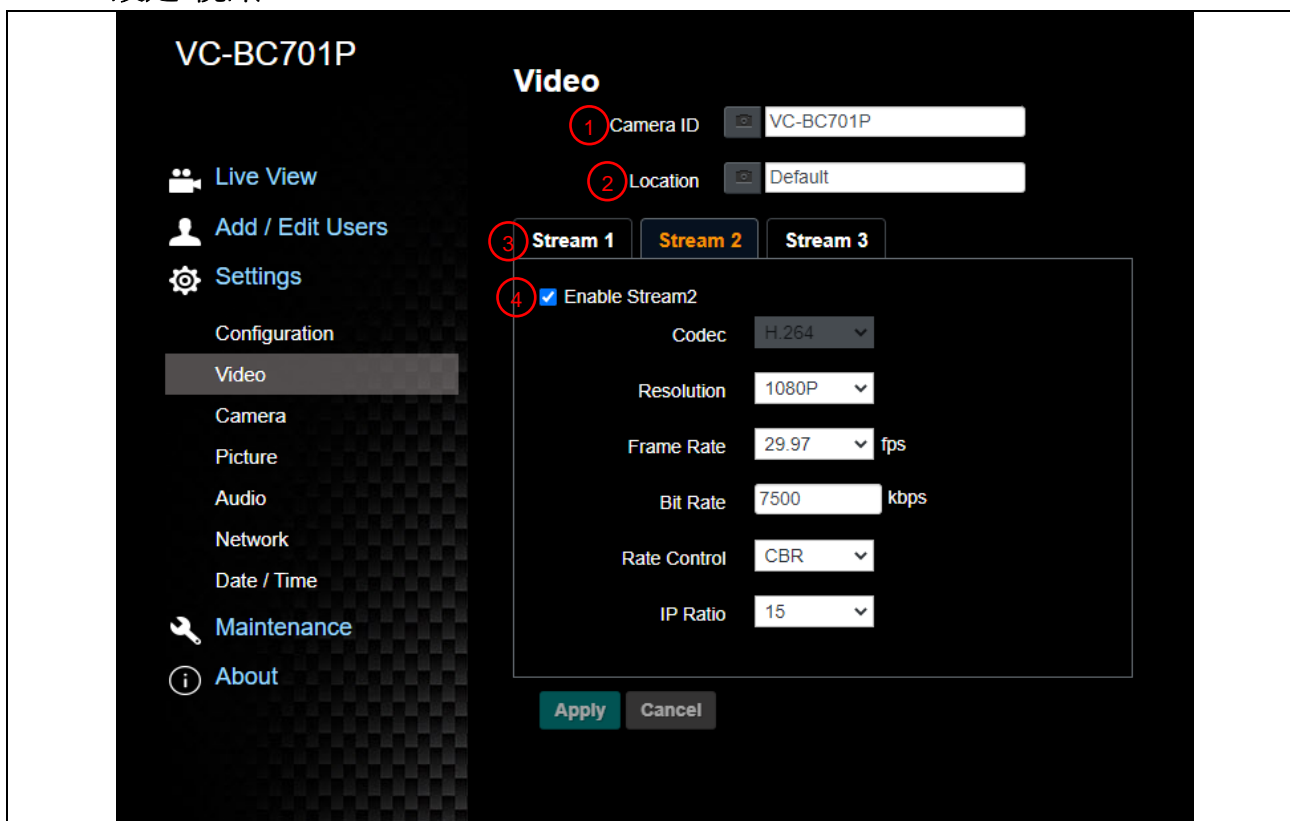 VC-BC701P
Live View
Add / Edit Users
Settings
Configuration
Video
Camera
Picture
Audio
Network
Date / Time
Maintenance
About
Video
1 Camera ID VC-BC701P
2 Location Default
3 Stream 1 Stream 2 Stream 3
4 Enable Stream2
Codec H.264
Resolution 1080P
Frame Rate 29.97 fps
Bit Rate 7500 kbps
Rate Control CBR
IP Ratio 15
Apply Cancel